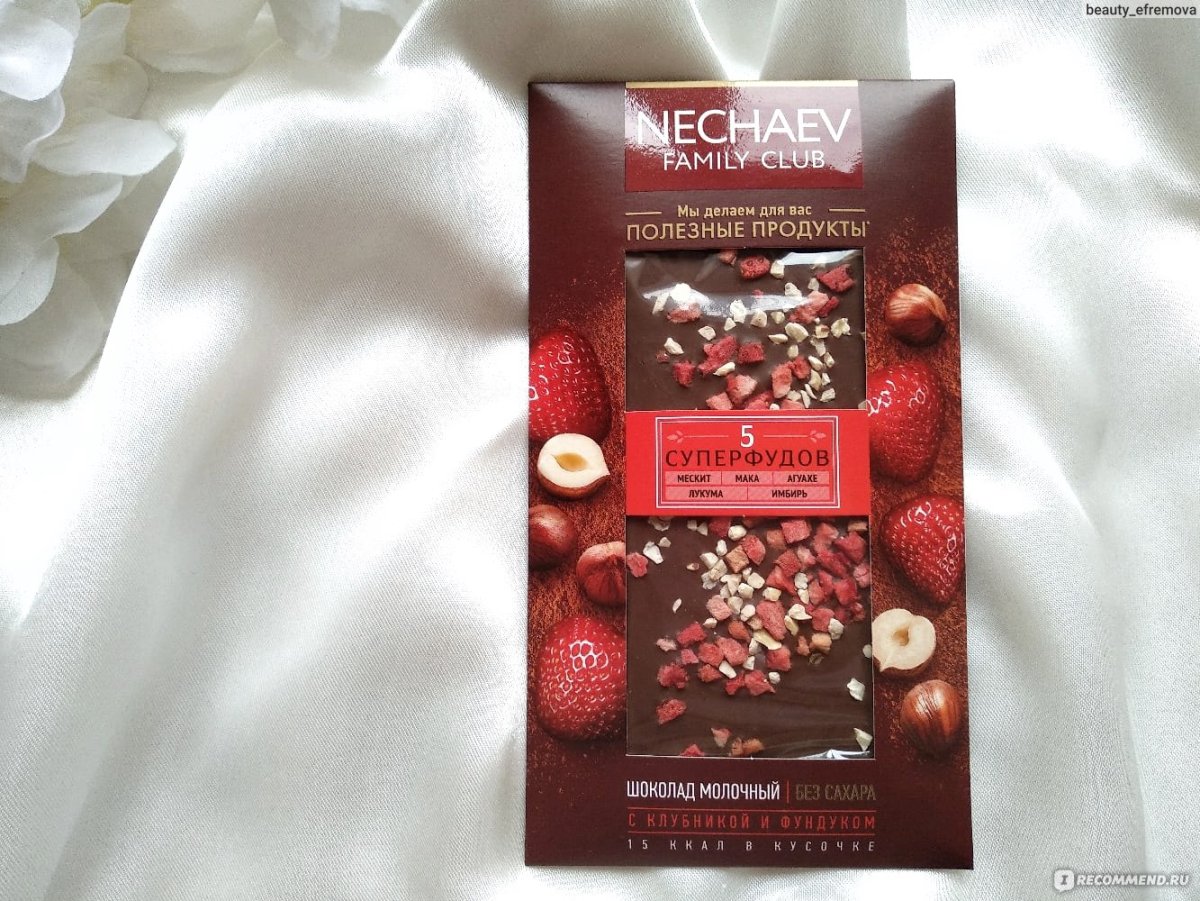 beauty_efremova
NECHAEV
FAMILY CLUB
Мы делаем для вас
ПОЛЕЗНЫЕ ПРОДУКТЫ*
5
СУПЕРФУДОВ
МЕСКИТ МАКА АГУАХЕ
ЛУКУМА ИМБИРЬ
ШОКОЛАД МОЛОЧНЫЙ | БЕЗ САХАРА
С КЛУБНИКОЙ И ФУНДУКОМ
15 ККАЛ В КУСОЧКЕ
IRECOMMEND.RU